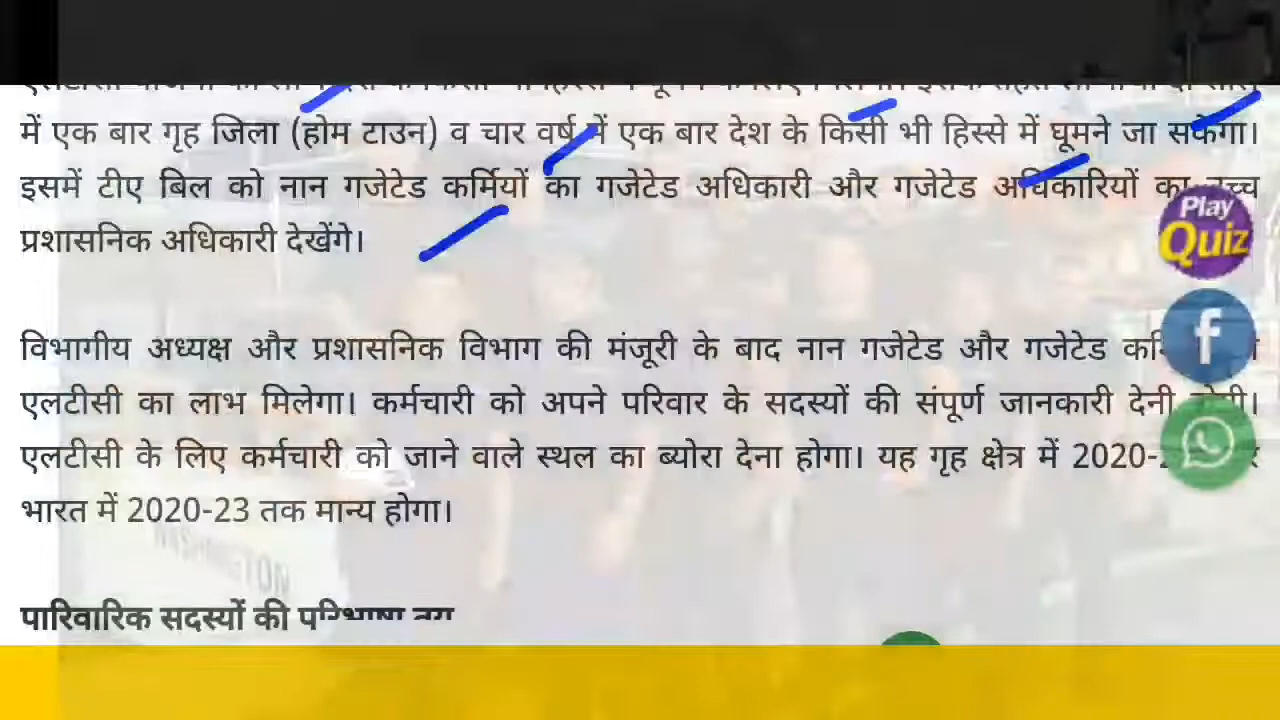 में एक बार गृह जिला (होम टाउन) व चार वर्ष में एक बार देश के किसी भी हिस्से में घूमने जा सकेगा।
इसमें टीए बिल को नान गजेटेड कर्मियों का गजेटेड अधिकारी और गजेटेड अधिकारियों का उच्च
प्रशासनिक अधिकारी देखेंगे।
Play
Quiz
विभागीय अध्यक्ष और प्रशासनिक विभाग की मंजूरी के बाद नान गजेटेड और गजेटेड
एलटीसी का लाभ मिलेगा। कर्मचारी को अपने परिवार के सदस्यों की संपूर्ण जानकारी देनी होगी।
एलटीसी के लिए कर्मचारी को जाने वाले स्थल का ब्योरा देना होगा। यह गृह क्षेत्र में
भारत में 2020-23 तक मान्य होगा।
WASHINGTON
पारिवारिक सदस्यों की